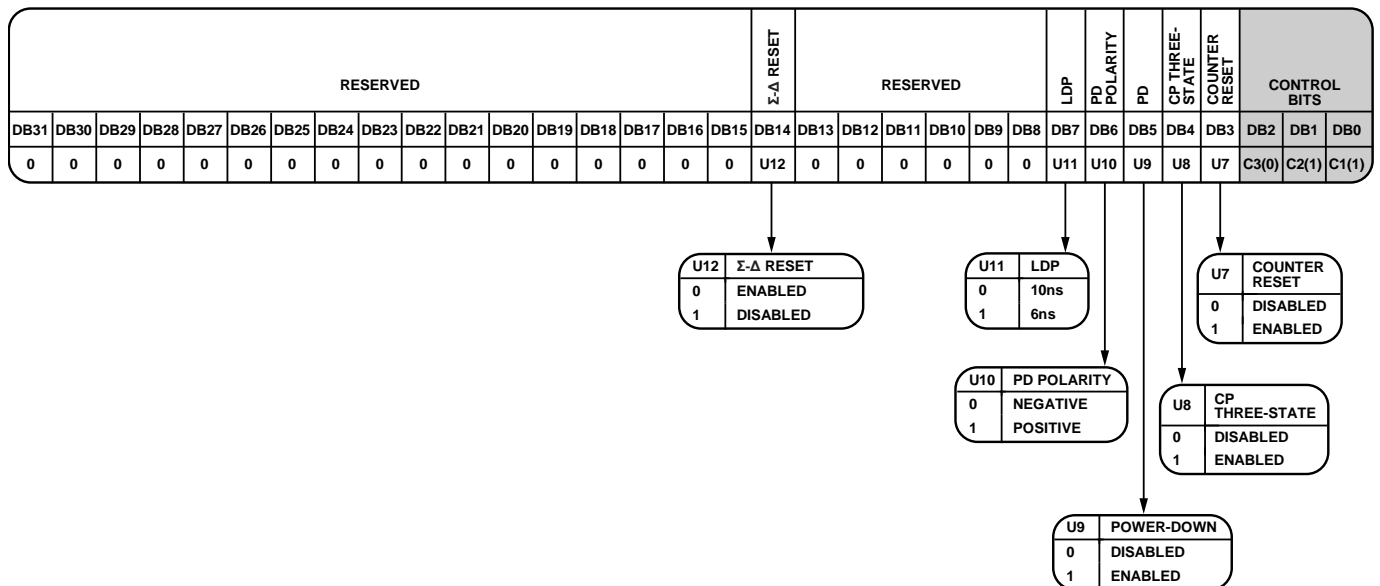 RESERVED Σ-Δ RESET RESERVED LDP PD POLARITY PD CP THREE-STATE COUNTER RESET CONTROL BITS
DB31 DB30 DB29 DB28 DB27 DB26 DB25 DB24 DB23 DB22 DB21 DB20 DB19 DB18 DB17 DB16 DB15 DB14 DB13 DB12 DB11 DB10 DB9 DB8 DB7 DB6 DB5 DB4 DB3 DB2 DB1 DB0
0 0 0 0 0 0 0 0 0 0 0 0 0 0 0 0 0 U12 0 0 0 0 0 0 U11 U10 U9 U8 U7 C3(0) C2(1) C1(1)
U12 Σ-Δ RESET
0 ENABLED
1 DISABLED
U11 LDP
0 10ns
1 6ns
U7 COUNTER RESET
0 DISABLED
1 ENABLED
U10 PD POLARITY
0 NEGATIVE
1 POSITIVE
U8 CP THREE-STATE
0 DISABLED
1 ENABLED
U9 POWER-DOWN
0 DISABLED
1 ENABLED